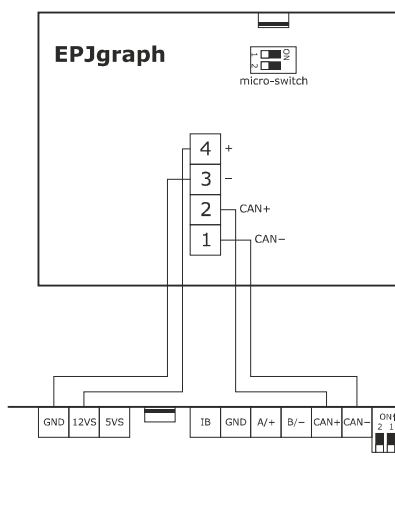 EPJgraph
1
2
ON
micro-switch
4 +
3 −
2 CAN+
1 CAN−
GND 12VS 5VS IB GND A/+ B/− CAN+ CAN− ON
2 1